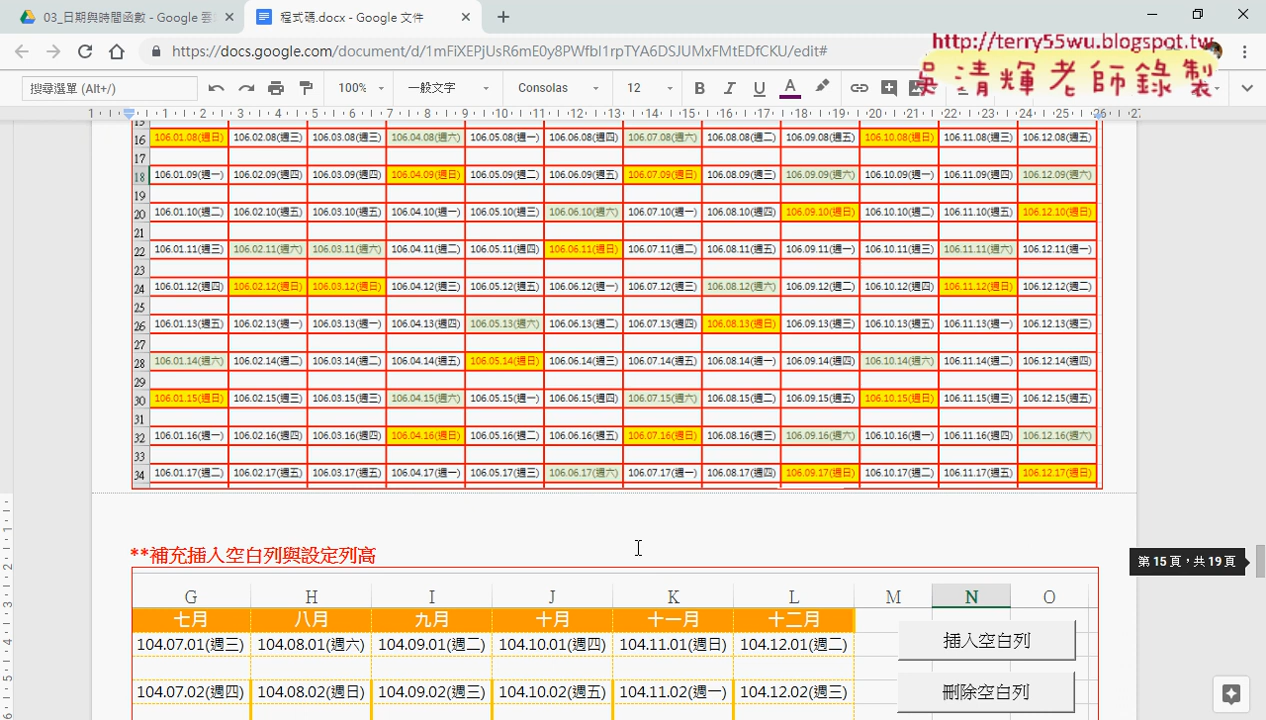 03_日期與時間函數 - Google 雲
程式碼.docx - Google 文件
https://docs.google.com/document/d/1mFiXEPjUsR6mE0y8PWfbl1rpTYA6DSJUMxFMtEDfCKU/edit#
http://terry55wu.blogspot.tw
吳清輝老師錄製
搜尋選單 (Alt+/)
100%
一般文字
Consolas
12
B I U A
16 106.01.08(週日) 106.02.08(週三) 106.03.08(週三) 106.04.08(週六) 106.05.08(週一) 106.06.08(週四) 106.07.08(週六) 106.08.08(週二) 106.09.08(週五) 106.10.08(週日) 106.11.08(週三) 106.12.08(週五)
17
18 106.01.09(週一) 106.02.09(週四) 106.03.09(週四) 106.04.09(週日) 106.05.09(週二) 106.06.09(週五) 106.07.09(週日) 106.08.09(週三) 106.09.09(週六) 106.10.09(週一) 106.11.09(週四) 106.12.09(週六)
19
20 106.01.10(週二) 106.02.10(週五) 106.03.10(週五) 106.04.10(週一) 106.05.10(週三) 106.06.10(週六) 106.07.10(週一) 106.08.10(週四) 106.09.10(週日) 106.10.10(週二) 106.11.10(週五) 106.12.10(週日)
21
22 106.01.11(週三) 106.02.11(週六) 106.03.11(週六) 106.04.11(週二) 106.05.11(週四) 106.06.11(週日) 106.07.11(週二) 106.08.11(週五) 106.09.11(週一) 106.10.11(週三) 106.11.11(週六) 106.12.11(週一)
23
24 106.01.12(週四) 106.02.12(週日) 106.03.12(週日) 106.04.12(週三) 106.05.12(週五) 106.06.12(週一) 106.07.12(週三) 106.08.12(週六) 106.09.12(週二) 106.10.12(週四) 106.11.12(週日) 106.12.12(週二)
25
26 106.01.13(週五) 106.02.13(週一) 106.03.13(週一) 106.04.13(週四) 106.05.13(週六) 106.06.13(週二) 106.07.13(週四) 106.08.13(週日) 106.09.13(週三) 106.10.13(週五) 106.11.13(週一) 106.12.13(週三)
27
28 106.01.14(週六) 106.02.14(週二) 106.03.14(週二) 106.04.14(週五) 106.05.14(週日) 106.06.14(週三) 106.07.14(週五) 106.08.14(週一) 106.09.14(週四) 106.10.14(週六) 106.11.14(週二) 106.12.14(週四)
29
30 106.01.15(週日) 106.02.15(週三) 106.03.15(週三) 106.04.15(週六) 106.05.15(週一) 106.06.15(週四) 106.07.15(週六) 106.08.15(週二) 106.09.15(週五) 106.10.15(週日) 106.11.15(週三) 106.12.15(週五)
31
32 106.01.16(週一) 106.02.16(週四) 106.03.16(週四) 106.04.16(週日) 106.05.16(週二) 106.06.16(週五) 106.07.16(週日) 106.08.16(週三) 106.09.16(週六) 106.10.16(週一) 106.11.16(週四) 106.12.16(週六)
33
34 106.01.17(週二) 106.02.17(週五) 106.03.17(週五) 106.04.17(週一) 106.05.17(週三) 106.06.17(週六) 106.07.17(週一) 106.08.17(週四) 106.09.17(週日) 106.10.17(週二) 106.11.17(週五) 106.12.17(週日)
**補充插入空白列與設定列高
第 15 頁，共 19 頁
G H I J K L M N O
七月 八月 九月 十月 十一月 十二月
104.07.01(週三) 104.08.01(週六) 104.09.01(週二) 104.10.01(週四) 104.11.01(週日) 104.12.01(週二)
插入空白列
104.07.02(週四) 104.08.02(週日) 104.09.02(週三) 104.10.02(週五) 104.11.02(週一) 104.12.02(週三)
刪除空白列